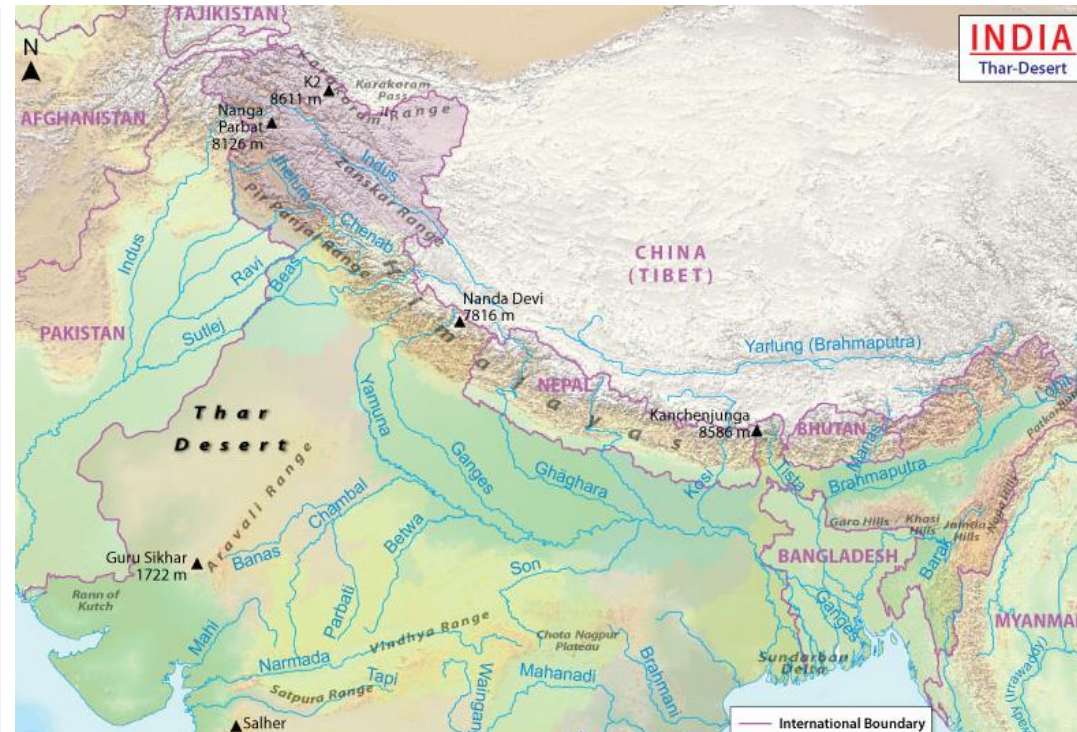 TAJIKISTAN
INDIA
Thar-Desert
N
K2
8611 m
Karakoram
Pass
Karakoram Range
Nanga
Parbat
8126 m
AFGHANISTAN
Indus
Jhelum
Zanskar Range
Pir Panjal Range
Chenab
Indus
Ravi
Beas
Sutlej
PAKISTAN
CHINA
(TIBET)
Nanda Devi
7816 m
Himalayas
Yarlung (Brahmaputra)
NEPAL
Kanchenjunga
8586 m
BHUTAN
Manas
Lohit
Brahmaputra
Tista
Kosi
Thar
Desert
Yamuna
Ganges
Ghäghara
Aravali Range
Chambal
Banas
Betwa
Parbati
Guru Sikhar
1722 m
Rann of
Kutch
Son
Garo Hills
Khasi
Hills
Jaintia
Hills
Naga Hills
BANGLADESH
Barak
Ganges
MYANMAR
Mahi
Vindhya Range
Narmada
Tapi
Satpura Range
Chota Nagpur
Plateau
Mahanadi
Brahmani
Sundarban
Delta
Salher
International Boundary